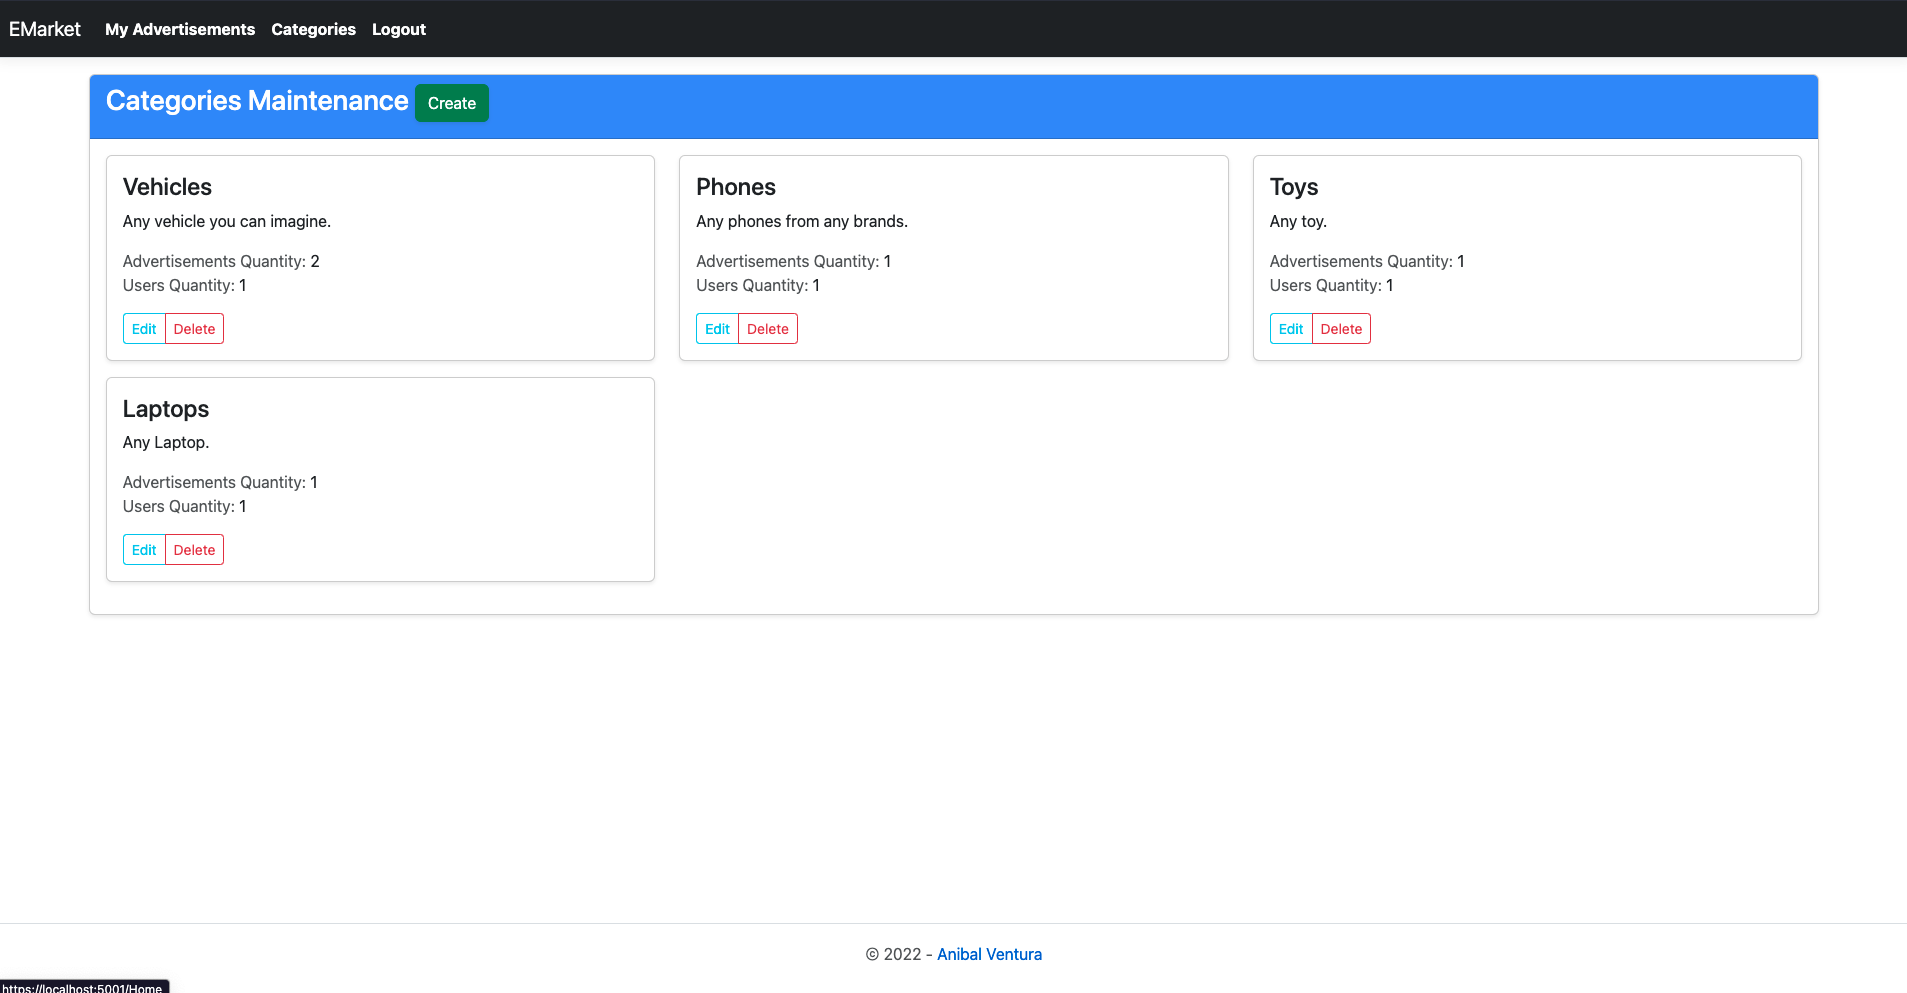 EMarket My Advertisements Categories Logout
Categories Maintenance Create
Vehicles
Any vehicle you can imagine.
Advertisements Quantity: 2
Users Quantity: 1
Edit Delete
Phones
Any phones from any brands.
Advertisements Quantity: 1
Users Quantity: 1
Edit Delete
Toys
Any toy.
Advertisements Quantity: 1
Users Quantity: 1
Edit Delete
Laptops
Any Laptop.
Advertisements Quantity: 1
Users Quantity: 1
Edit Delete
© 2022 - Anibal Ventura
https://localhost:5001/Home